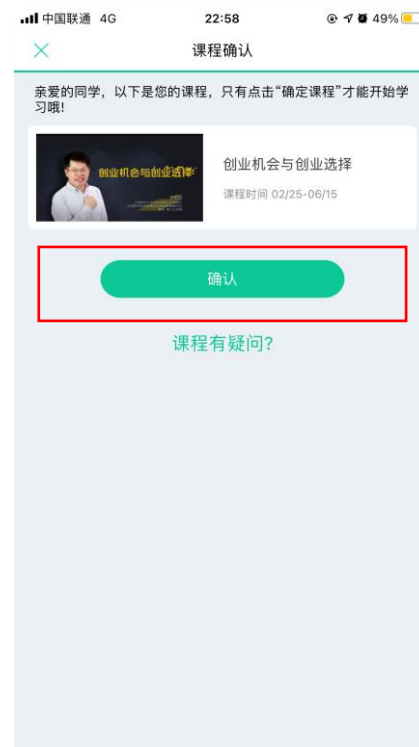 中国联通 4G 22:58 49%
课程确认
亲爱的同学，以下是您的课程，只有点击“确定课程”才能开始学
习哦!
创业机会与创业选择
创业机会与创业选择
课程时间 02/25-06/15
确认
课程有疑问?